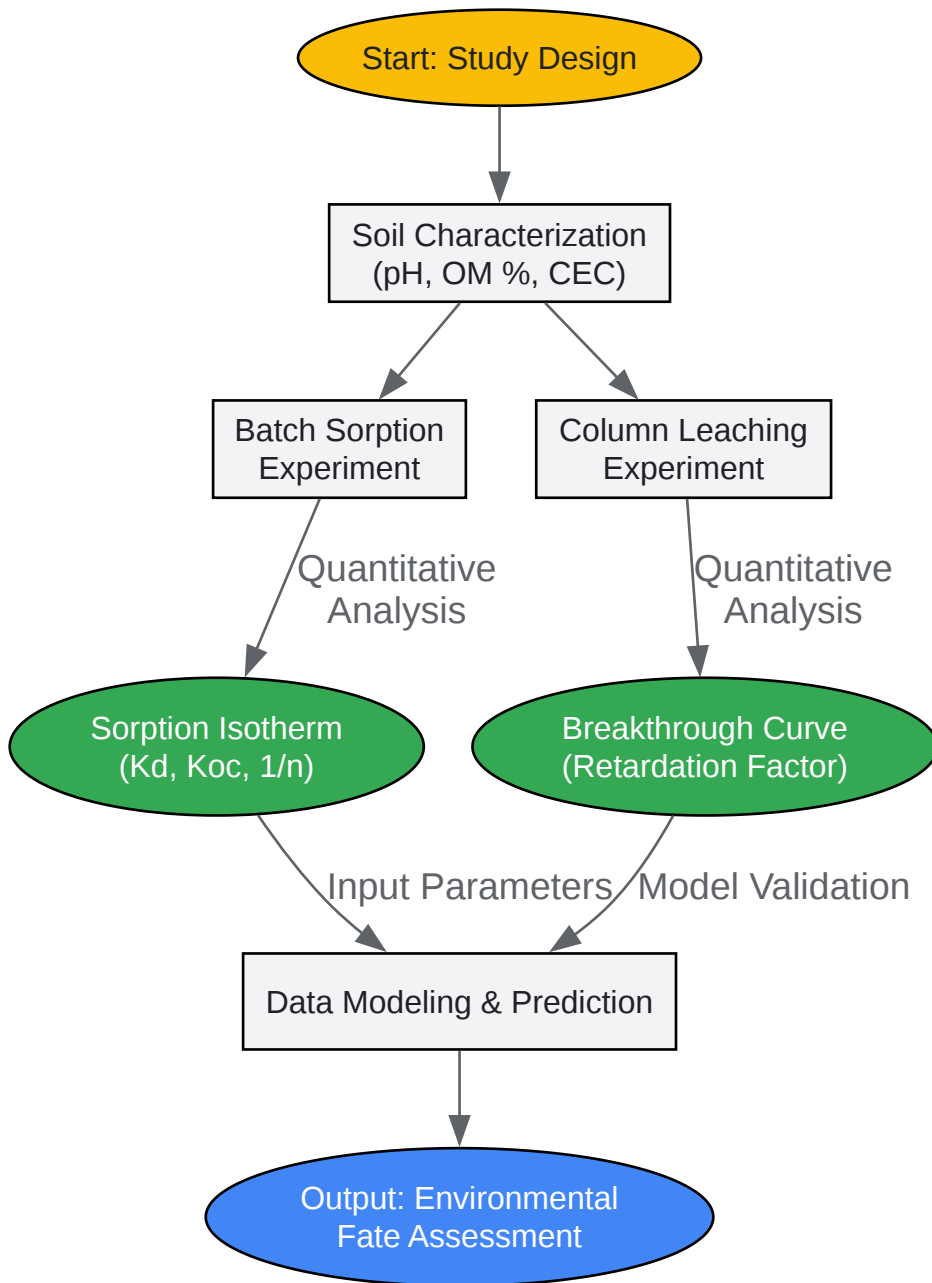 Start: Study Design
Soil Characterization
(pH, OM %, CEC)
Batch Sorption
Experiment
Column Leaching
Experiment
Quantitative
Analysis
Quantitative
Analysis
Sorption Isotherm
(Kd, Koc, 1/n)
Breakthrough Curve
(Retardation Factor)
Input Parameters
Model Validation
Data Modeling & Prediction
Output: Environmental
Fate Assessment